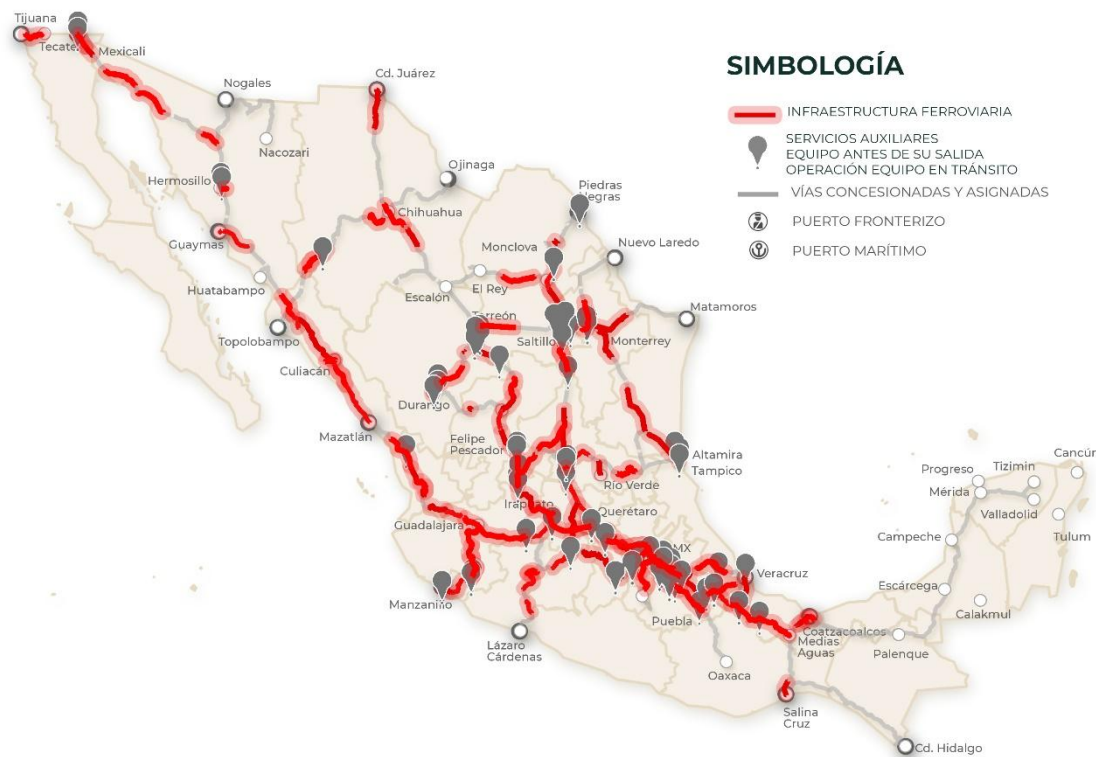 Tijuana
Tecate
Mexicali
Nogales
Cd. Juárez
Nacozari
Ojinaga
Hermosillo
Chihuahua
Piedras
Negras
Guaymas
Monclova
Nuevo Laredo
Huatabampo
Escalón
El Rey
Topolobampo
Torreón
Saltillo
Monterrey
Matamoros
Culiacán
Durango
Mazatlán
Felipe
Pescador
Altamira
Tampico
Río Verde
Irapuato
Querétaro
Guadalajara
MX
Manzanillo
Lázaro
Cárdenas
Puebla
Veracruz
Oaxaca
Coatzacoalcos
Medias
Aguas
Salina
Cruz
Cd. Hidalgo
Palenque
Calakmul
Escárcega
Campeche
Mérida
Progreso
Tizimin
Cancún
Valladolid
Tulum
SIMBOLOGÍA
INFRAESTRUCTURA FERROVIARIA
SERVICIOS AUXILIARES
EQUIPO ANTES DE SU SALIDA
OPERACIÓN EQUIPO EN TRÁNSITO
VÍAS CONCESIONADAS Y ASIGNADAS
PUERTO FRONTERIZO
PUERTO MARÍTIMO